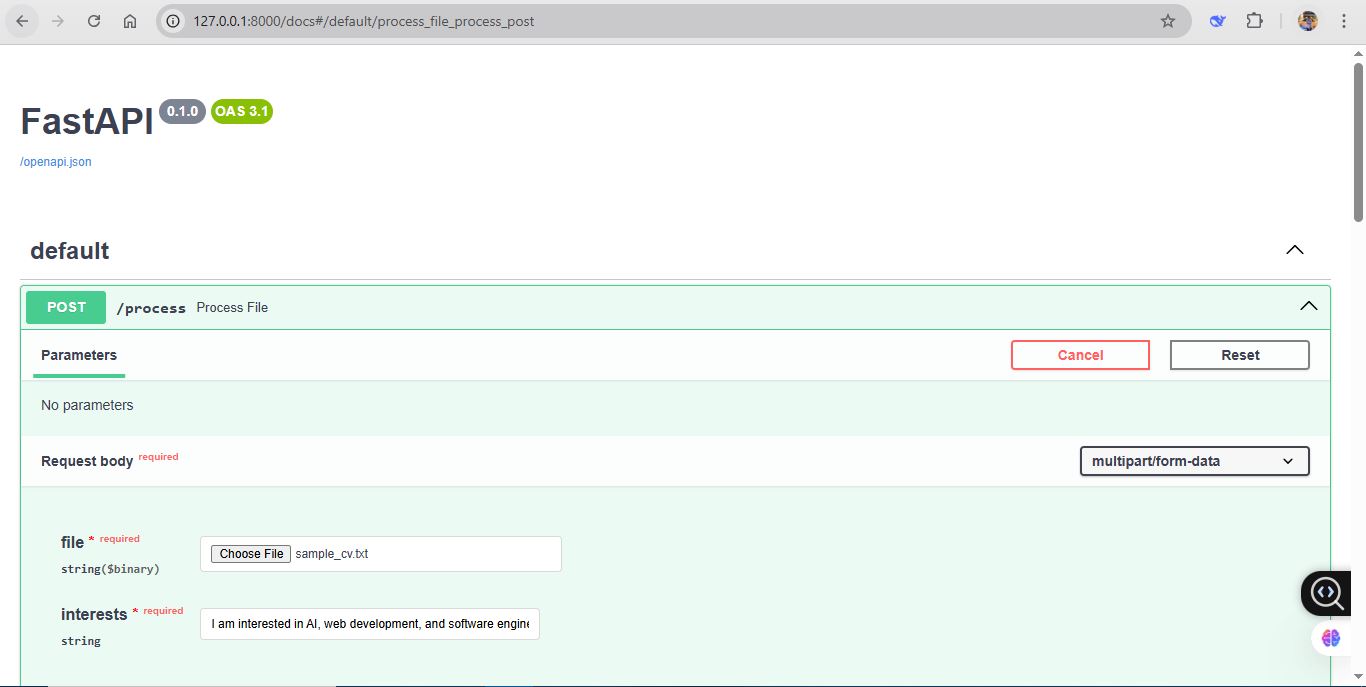 127.0.0.1:8000/docs#/default/process_file_process_post
FastAPI 0.1.0 OAS 3.1
/openapi.json
default
POST /process Process File
Parameters Cancel Reset
No parameters
Request body required multipart/form-data
file * required
Choose File sample_cv.txt
string($binary)
interests * required
I am interested in AI, web development, and software engine
string